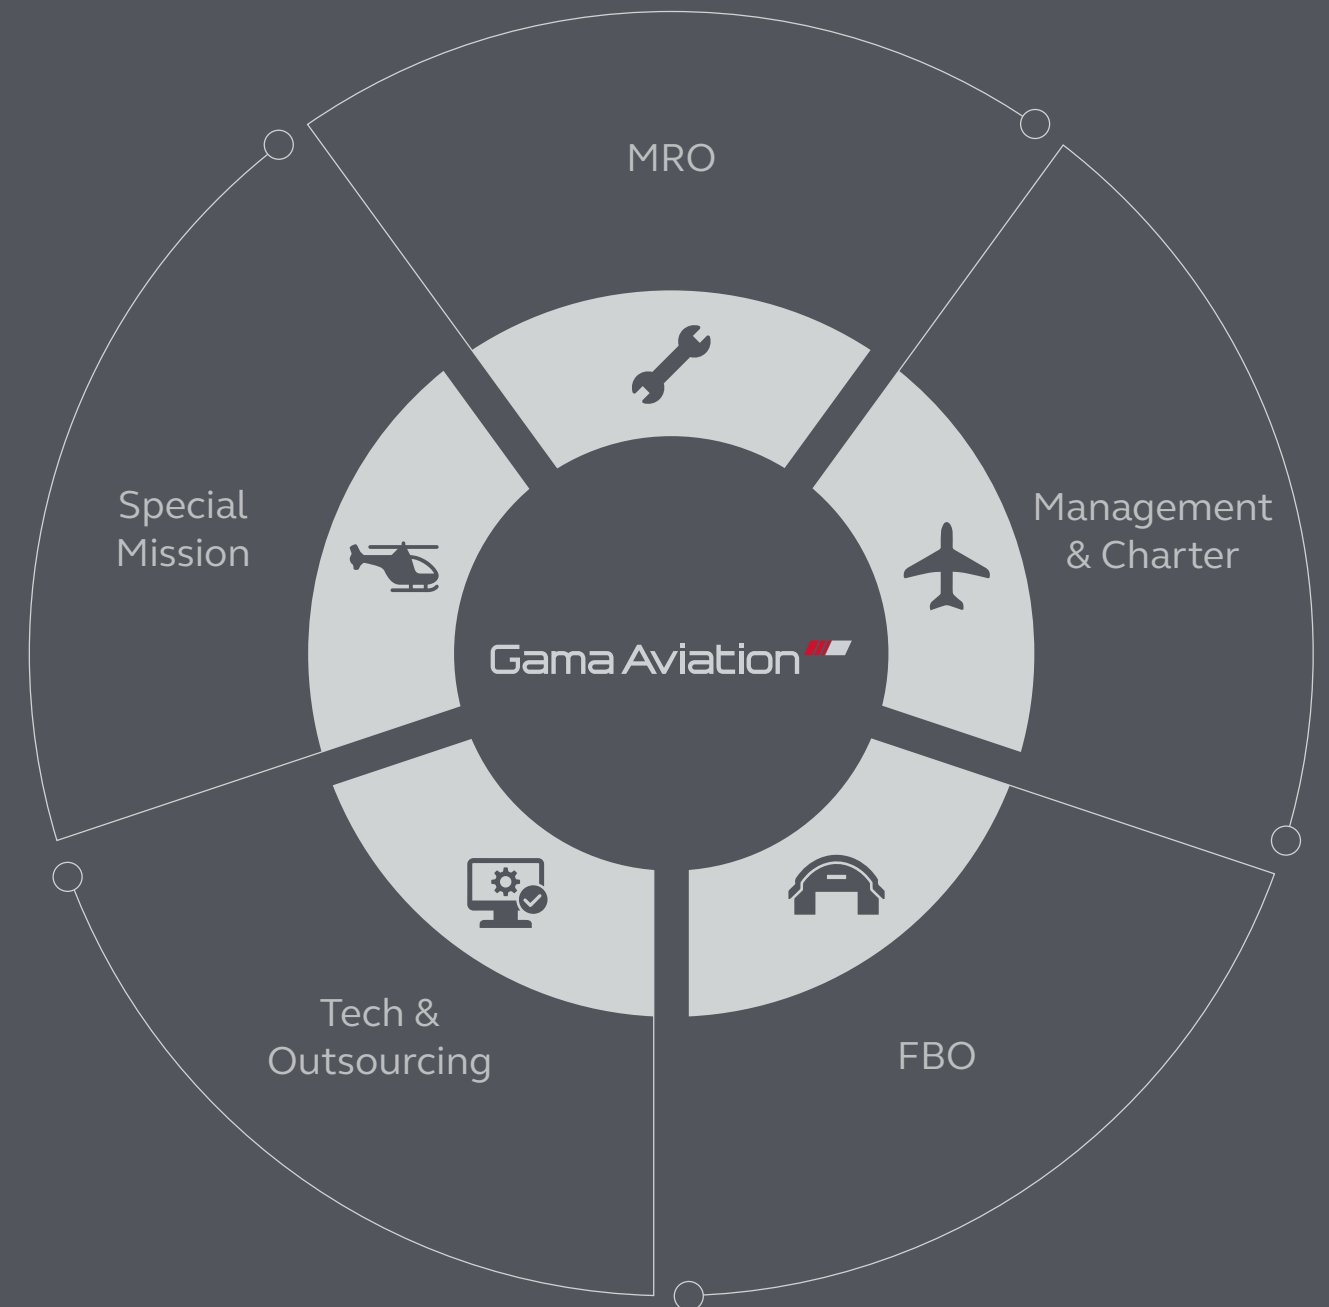 MRO
Special
Mission
Management
& Charter
Gama Aviation
Tech &
Outsourcing
FBO